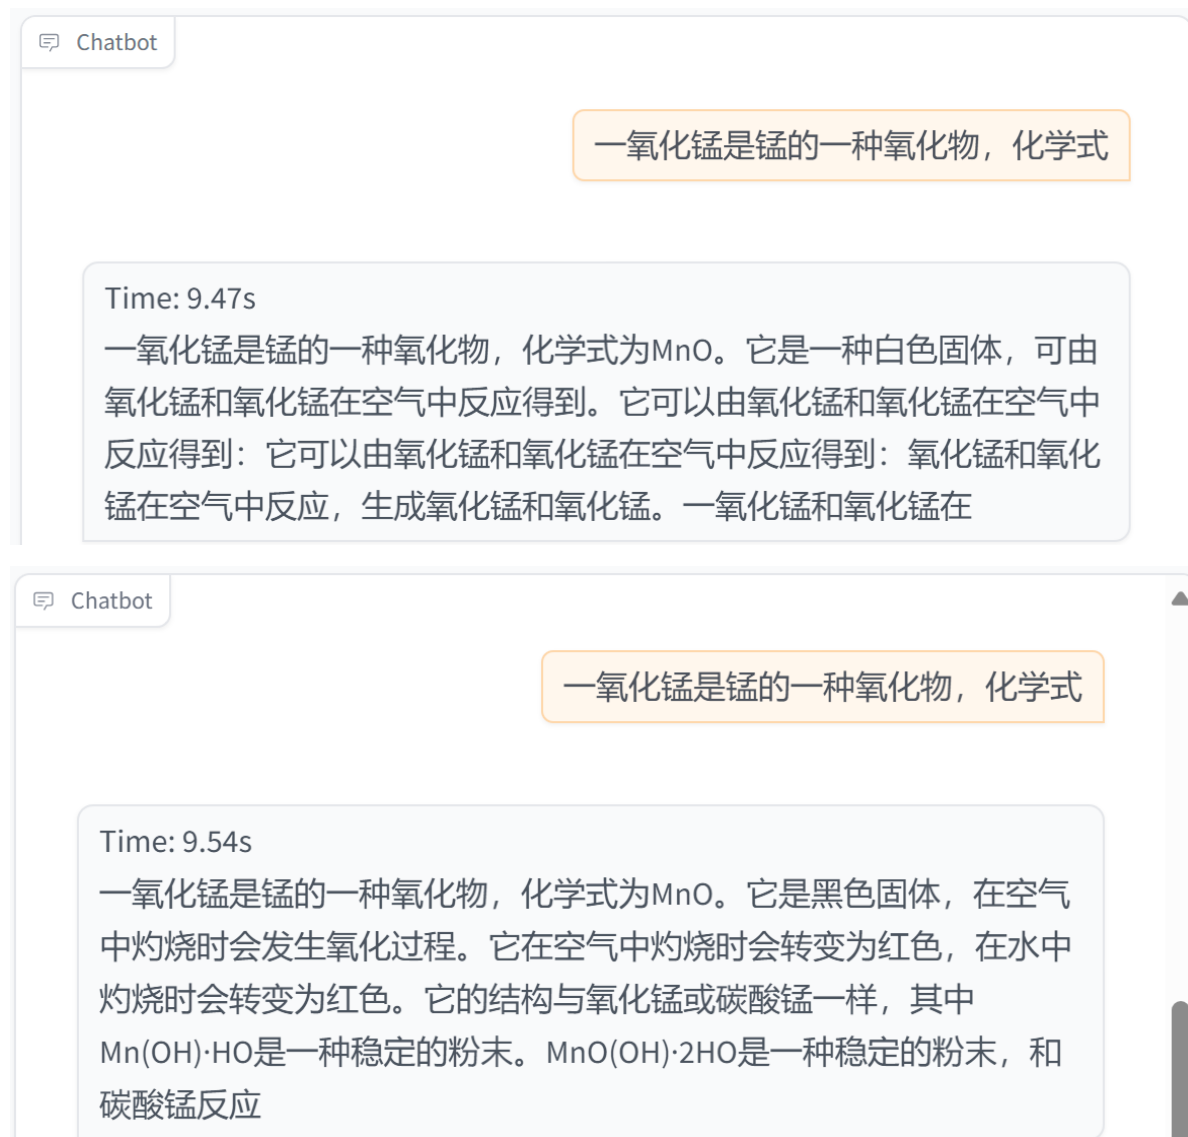 Chatbot
一氧化锰是锰的一种氧化物，化学式
Time: 9.47s
一氧化锰是锰的一种氧化物，化学式为MnO。它是一种白色固体，可由
氧化锰和氧化锰在空气中反应得到。它可以由氧化锰和氧化锰在空气中
反应得到：它可以由氧化锰和氧化锰在空气中反应得到：氧化锰和氧化
锰在空气中反应，生成氧化锰和氧化锰。一氧化锰和氧化锰在
Chatbot
一氧化锰是锰的一种氧化物，化学式
Time: 9.54s
一氧化锰是锰的一种氧化物，化学式为MnO。它是黑色固体，在空气
中灼烧时会发生氧化过程。它在空气中灼烧时会转变为红色，在水中
灼烧时会转变为红色。它的结构与氧化锰或碳酸锰一样，其中
Mn(OH)·HO是一种稳定的粉末。MnO(OH)·2HO是一种稳定的粉末，和
碳酸锰反应